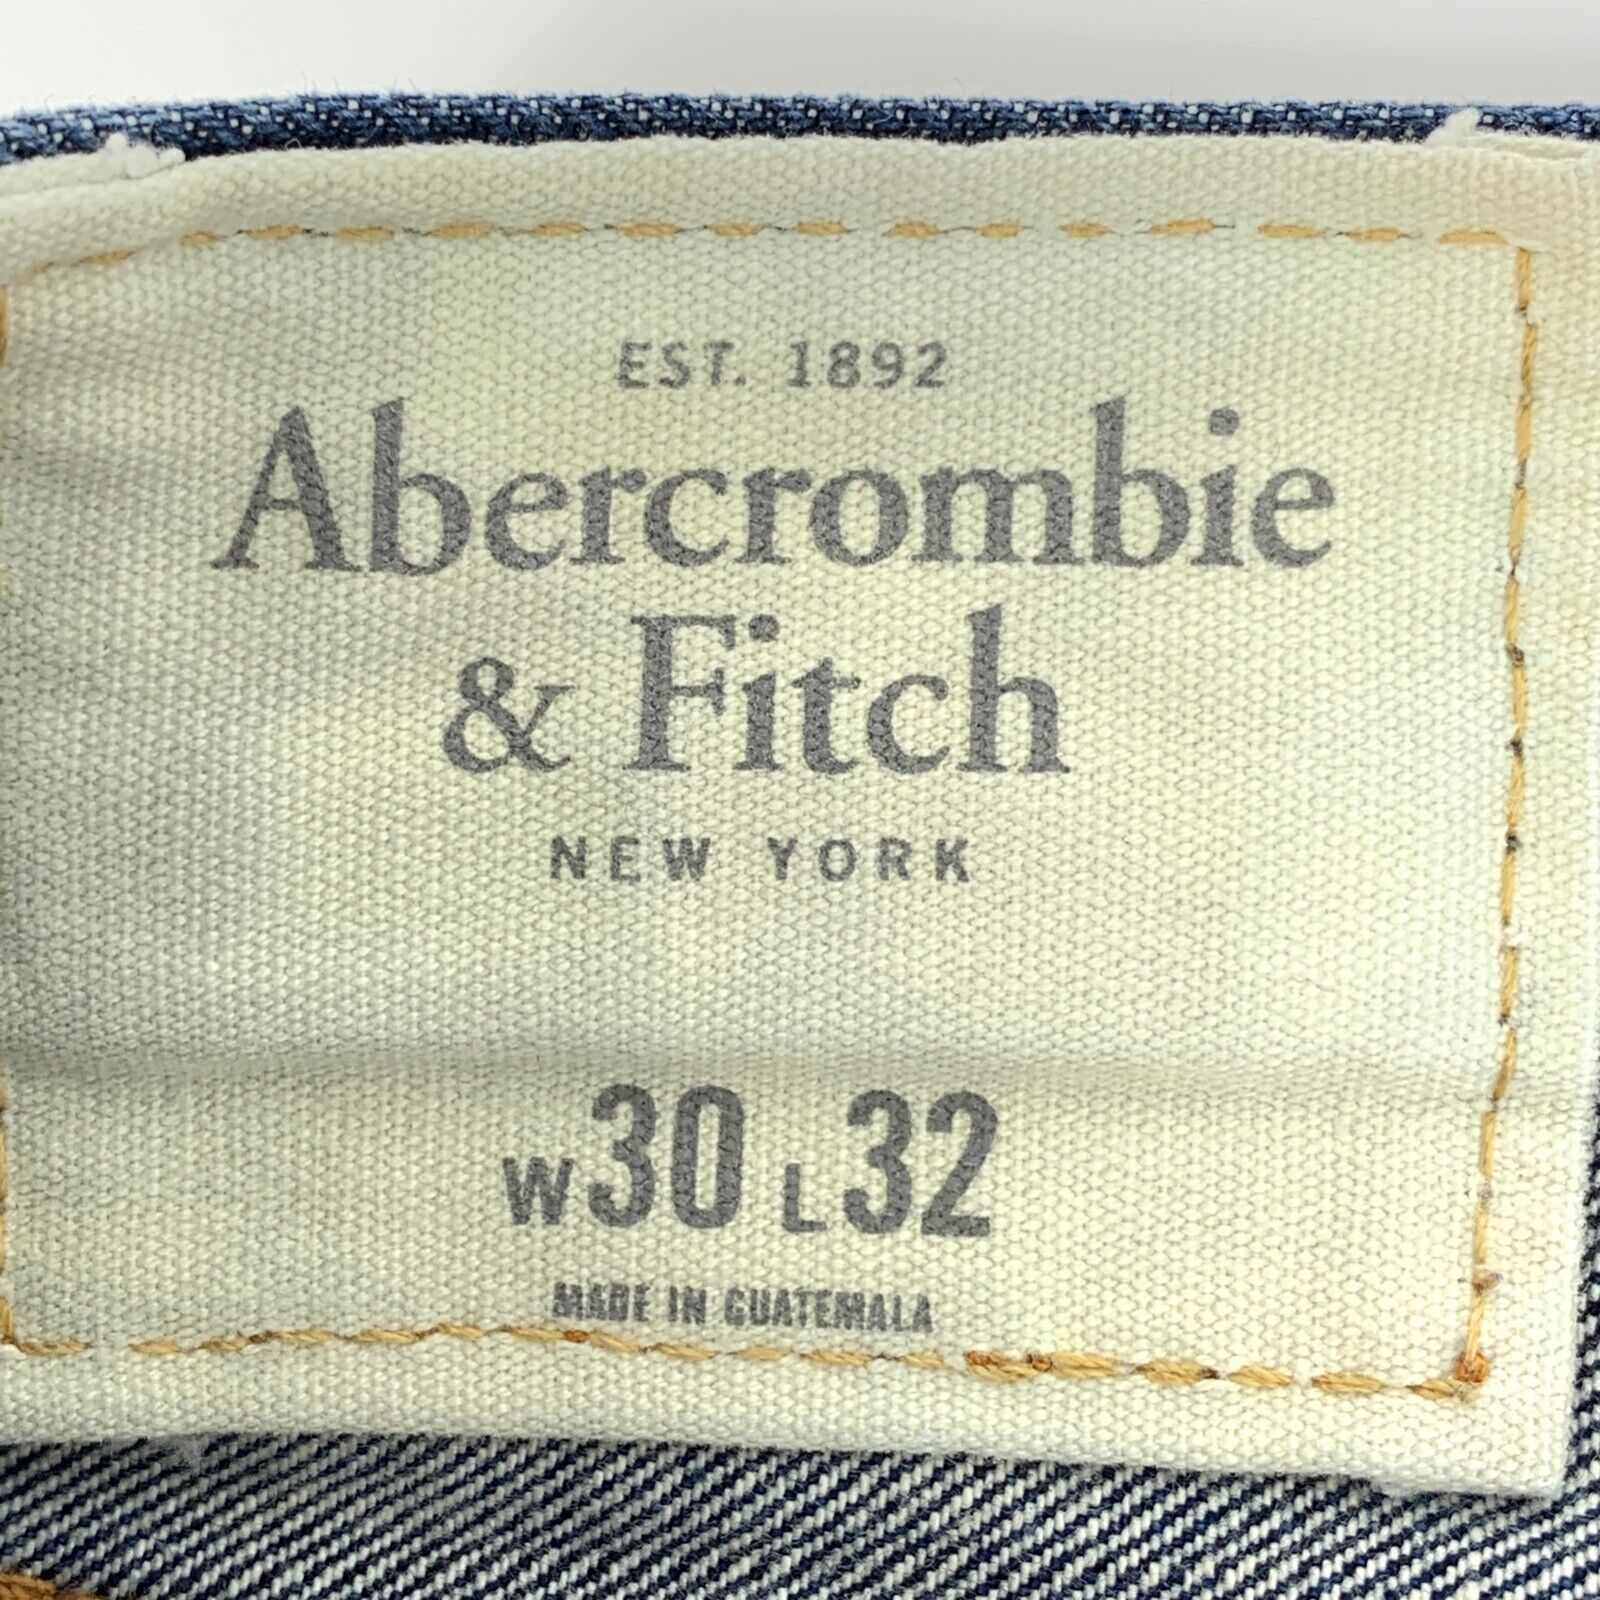 EST. 1892
Abercrombie
& Fitch
NEW YORK
W30 L32
MADE IN GUATEMALA